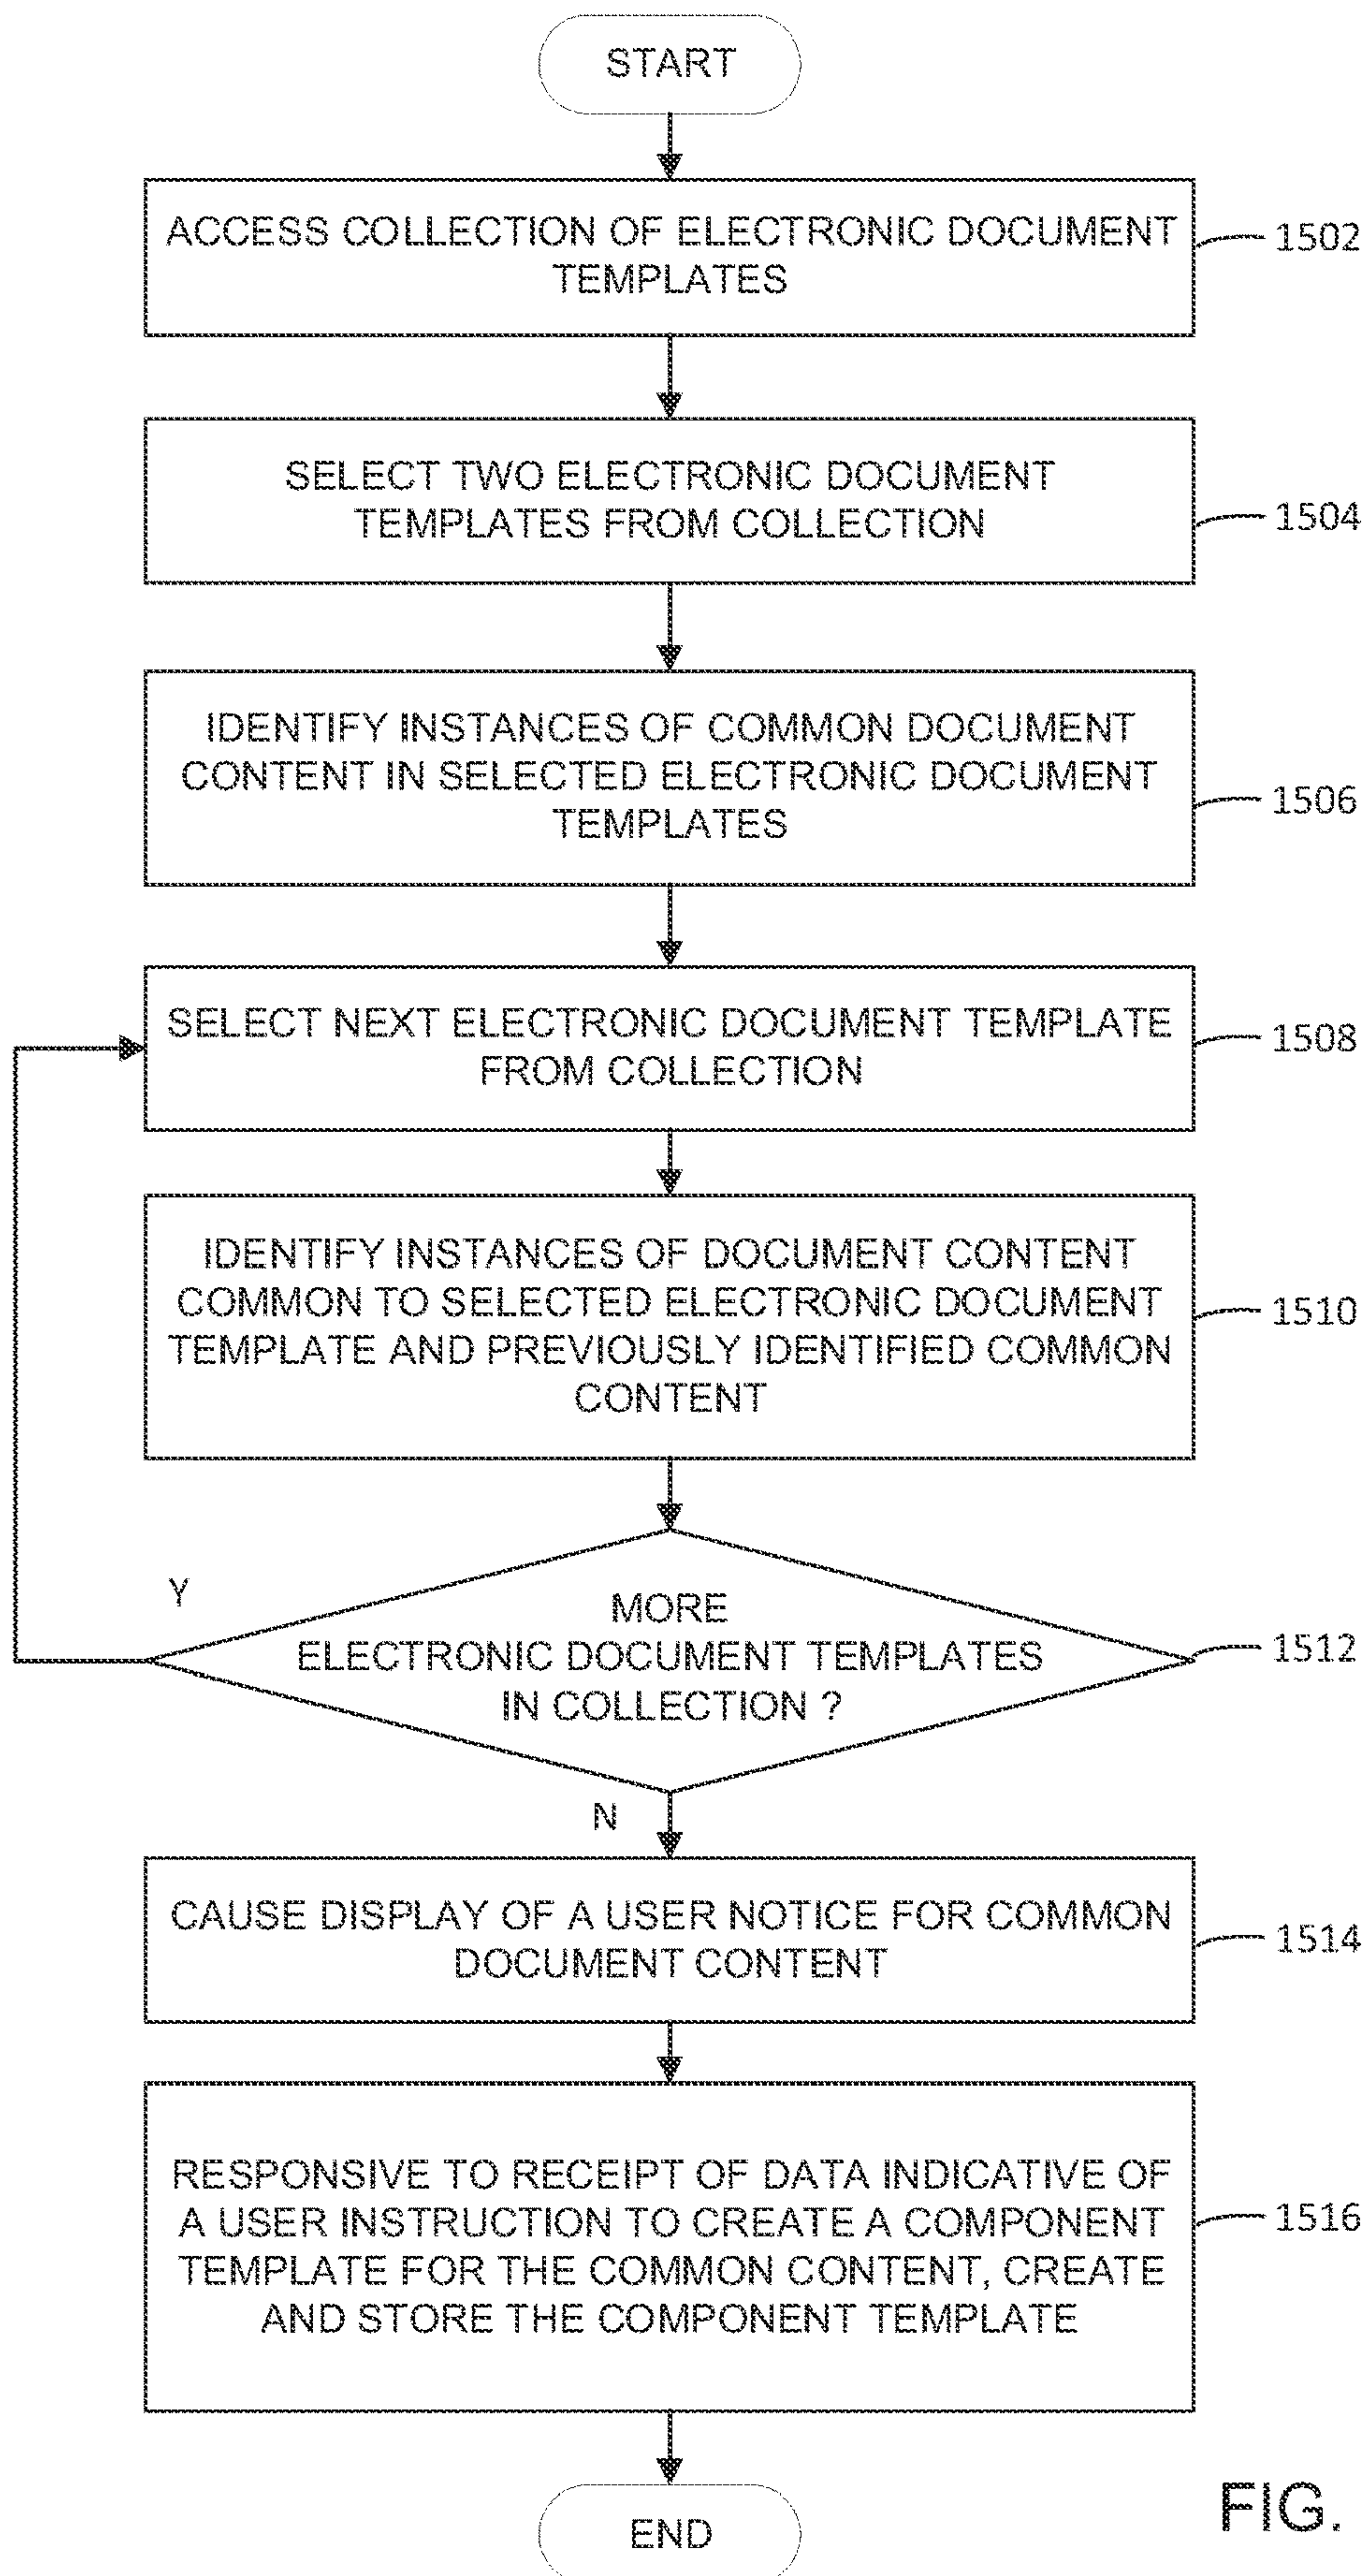 START
ACCESS COLLECTION OF ELECTRONIC DOCUMENT
TEMPLATES
1502
SELECT TWO ELECTRONIC DOCUMENT
TEMPLATES FROM COLLECTION
1504
IDENTIFY INSTANCES OF COMMON DOCUMENT
CONTENT IN SELECTED ELECTRONIC DOCUMENT
TEMPLATES
1506
SELECT NEXT ELECTRONIC DOCUMENT TEMPLATE
FROM COLLECTION
1508
IDENTIFY INSTANCES OF DOCUMENT CONTENT
COMMON TO SELECTED ELECTRONIC DOCUMENT
TEMPLATE AND PREVIOUSLY IDENTIFIED COMMON
CONTENT
1510
Y
MORE
ELECTRONIC DOCUMENT TEMPLATES
IN COLLECTION ?
1512
N
CAUSE DISPLAY OF A USER NOTICE FOR COMMON
DOCUMENT CONTENT
1514
RESPONSIVE TO RECEIPT OF DATA INDICATIVE OF
A USER INSTRUCTION TO CREATE A COMPONENT
TEMPLATE FOR THE COMMON CONTENT, CREATE
AND STORE THE COMPONENT TEMPLATE
1516
END
FIG.